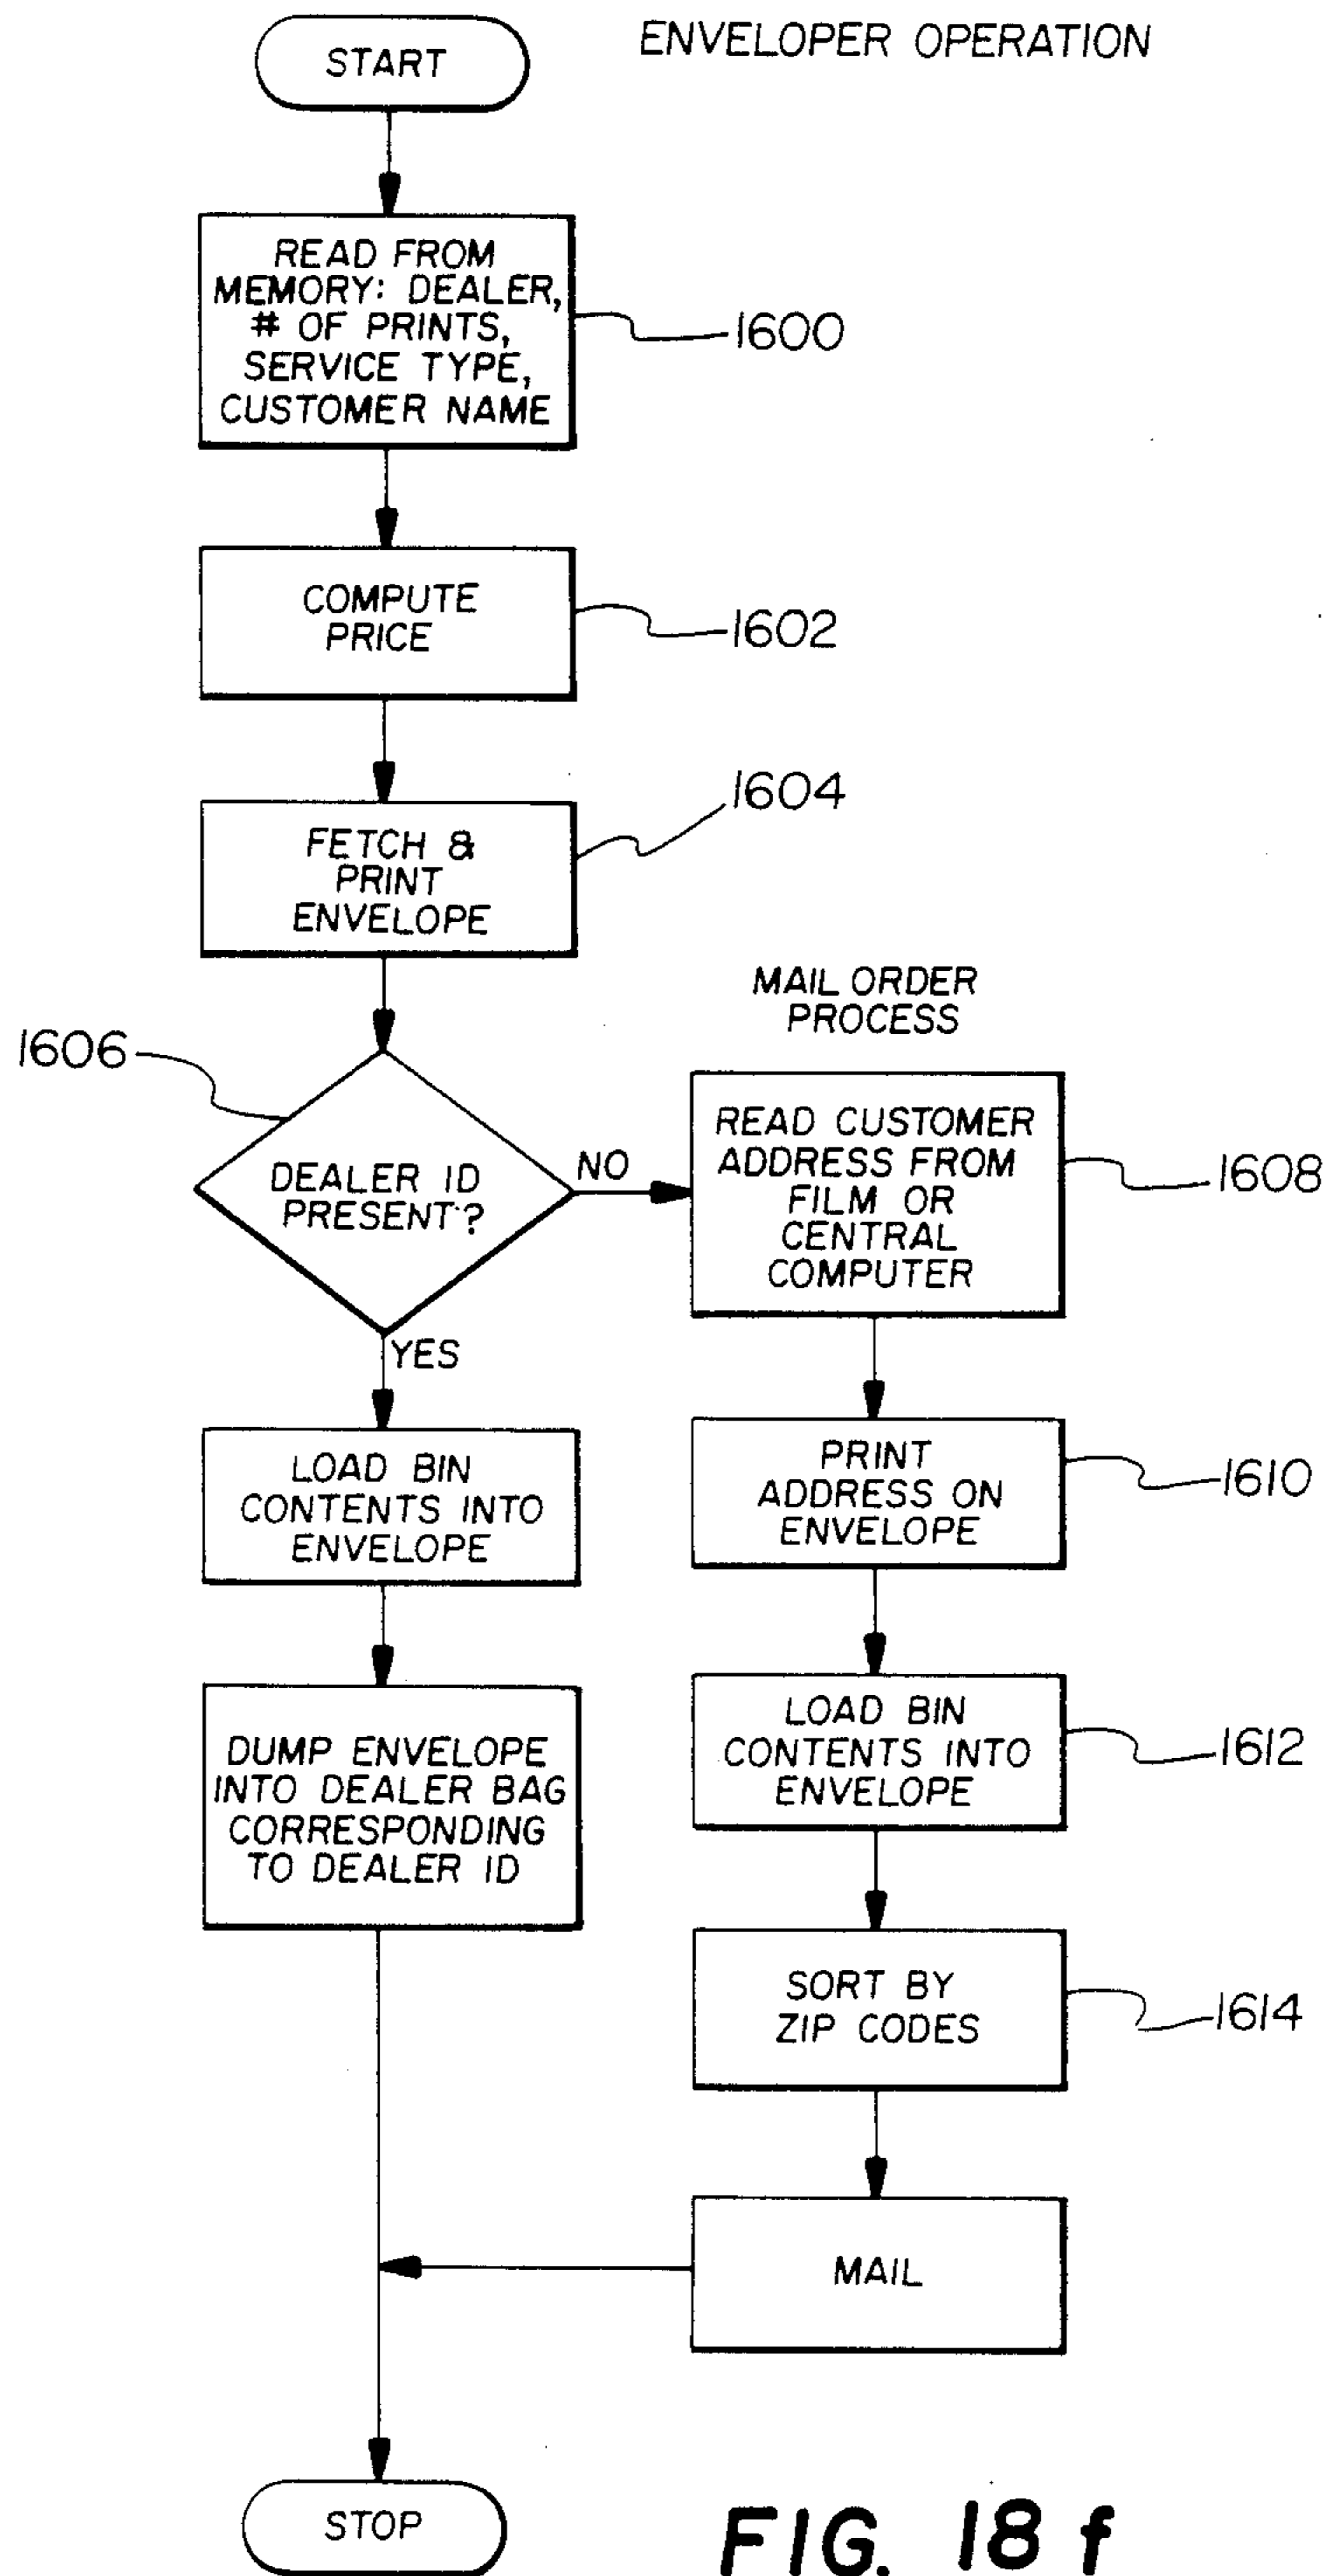 ENVELOPER OPERATION
START
READ FROM
MEMORY: DEALER,
# OF PRINTS,
SERVICE TYPE,
CUSTOMER NAME
1600
COMPUTE
PRICE
1602
FETCH &
PRINT
ENVELOPE
1604
1606
DEALER ID
PRESENT?
NO
YES
MAIL ORDER
PROCESS
READ CUSTOMER
ADDRESS FROM
FILM OR
CENTRAL
COMPUTER
1608
LOAD BIN
CONTENTS INTO
ENVELOPE
PRINT
ADDRESS ON
ENVELOPE
1610
DUMP ENVELOPE
INTO DEALER BAG
CORRESPONDING
TO DEALER ID
LOAD BIN
CONTENTS INTO
ENVELOPE
1612
SORT BY
ZIP CODES
1614
MAIL
STOP
FIG. 18 f